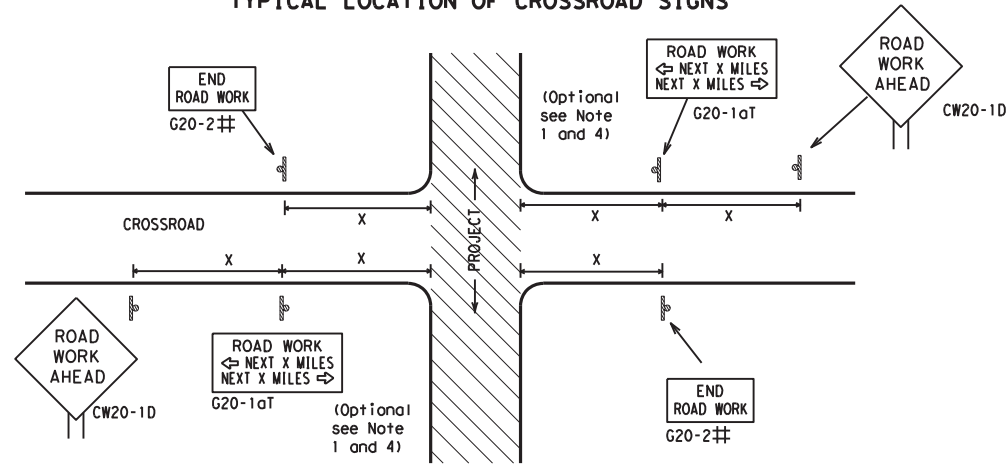 TYPICAL LOCATION OF CROSSROAD SIGNS
END
ROAD WORK
G20-2#
ROAD WORK
⇦ NEXT X MILES
NEXT X MILES ⇨
G20-1aT
(Optional
see Note
1 and 4)
ROAD
WORK
AHEAD
CW20-1D
X
X
X
CROSSROAD
PROJECT
X
X
X
ROAD
WORK
AHEAD
CW20-1D
ROAD WORK
⇦ NEXT X MILES
NEXT X MILES ⇨
G20-1aT
(Optional
see Note
1 and 4)
END
ROAD WORK
G20-2#